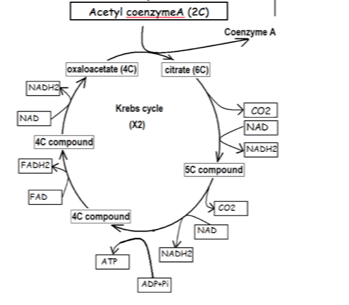 Acetyl coenzymeA (2C)
Coenzyme A
oxaloacetate (4C)
citrate (6C)
NADH2
Krebs cycle
(X2)
CO2
NAD
NAD
NADH2
4C compound
FADH2
5C compound
FAD
CO2
4C compound
NAD
ATP
NADH2
ADP+Pi